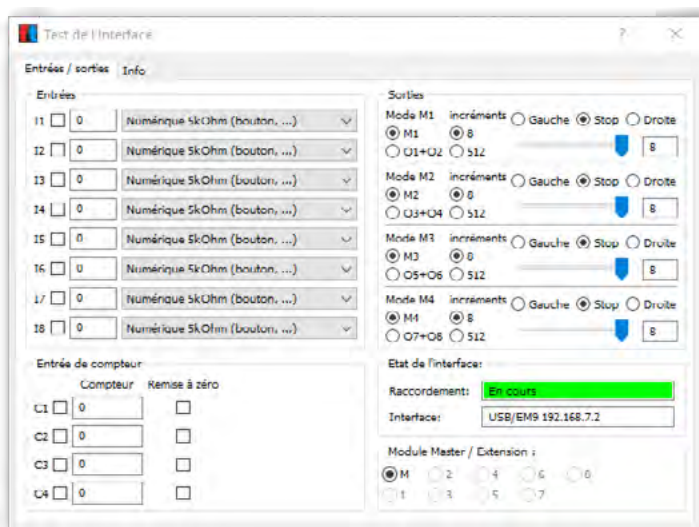 Test de l'Interface
?
Entrées / sorties Info
Entrées
I1 0 Numérique 5kOhm (bouton, ...)
I2 0 Numérique 5kOhm (bouton, ...)
I3 0 Numérique 5kOhm (bouton, ...)
I4 0 Numérique 5kOhm (bouton, ...)
I5 0 Numérique 5kOhm (bouton, ...)
I6 0 Numérique 5kOhm (bouton, ...)
I7 0 Numérique 5kOhm (bouton, ...)
I8 0 Numérique 5kOhm (bouton, ...)
Entrée de compteur
Compteur Remise à zéro
C1 0
C2 0
C3 0
C4 0
Sorties
Mode M1 incréments Gauche Stop Droite
M1 8
O1+O2 512 8
Mode M2 incréments Gauche Stop Droite
M2 8
O3+O4 512 8
Mode M3 incréments Gauche Stop Droite
M3 8
O5+O6 512 8
Mode M4 incréments Gauche Stop Droite
M4 8
O7+O8 512 8
Etat de l'interface:
Raccordement: En cours
Interface: USB/EM9 192.168.7.2
Module Master / Extension :
M 2 4 6 8
1 3 5 7